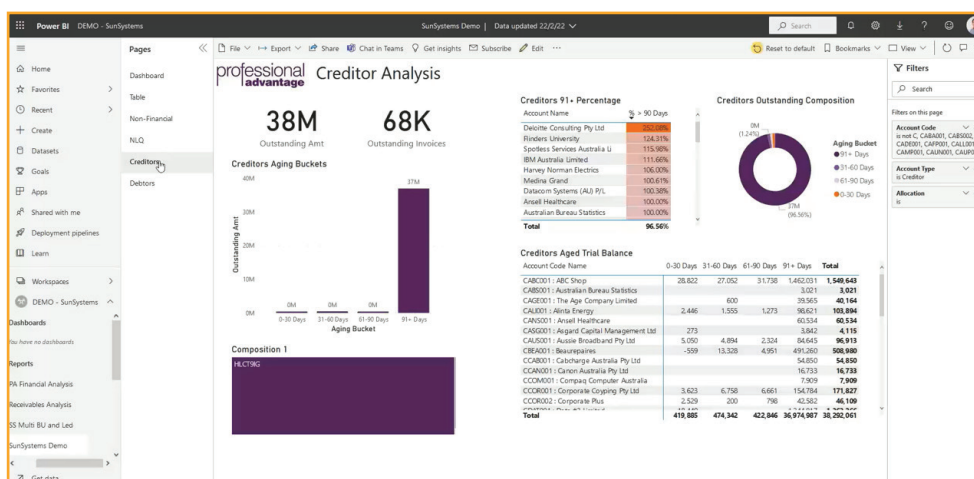 Power BI DEMO - SunSystems
SunSystems Demo | Data updated 22/2/22
Search
Pages
File Export Share Chat in Teams Get insights Subscribe Edit ...
Reset to default Bookmarks View
Home
Favorites
Recent
Create
Datasets
Goals
Apps
Shared with me
Deployment pipelines
Learn
Workspaces
DEMO - SunSystems
Dashboards
You have no dashboards
Reports
PA Financial Analysis
Receivables Analysis
SS Multi BU and Led
SunSystems Demo
Get data
Dashboard
Table
Non-Financial
NLQ
Creditors
Debtors
professional advantage Creditor Analysis
38M
Outstanding Amt
68K
Outstanding Invoices
Creditors Aging Buckets
Outstanding Amt
40M
30M
20M
10M
0M
0M 0M 0M 37M
0-30 Days 31-60 Days 61-90 Days 91+ Days
Aging Bucket
Composition 1
HLCT9IG
Creditors 91+ Percentage
Account Name % > 90 Days
Deloitte Consulting Pty Ltd 252.08%
Flinders University 124.31%
Spotless Services Australia Li 115.98%
IBM Australia Limited 111.66%
Harvey Norman Electrics 106.00%
Medina Grand 100.61%
Datacom Systems (AU) P/L 100.38%
Ansell Healthcare 100.00%
Australian Bureau Statistics 100.00%
Total 96.56%
Creditors Outstanding Composition
0M
(1.24%)
37M
(96.56%)
Aging Bucket
91+ Days
31-60 Days
61-90 Days
0-30 Days
Creditors Aged Trial Balance
Account Code Name 0-30 Days 31-60 Days 61-90 Days 91+ Days Total
CABC001 : ABC Shop 28,822 27,052 31,738 1,462,031 1,549,643
CABS001 : Australian Bureau Statistics 3,021 3,021
CAGE001 : The Age Company Limited 600 39,565 40,164
CALI001 : Alinta Energy 2,446 1,555 1,273 98,621 103,894
CANS001 : Ansell Healthcare 60,534 60,534
CASG001 : Asgard Capital Management Ltd 273 3,842 4,115
CAUS001 : Aussie Broadband Pty Ltd 5,050 4,894 2,324 84,645 96,913
CBEA001 : Beaurepaires -559 13,328 4,951 491,260 508,980
CCAB001 : Cabcharge Australia Pty Ltd 54,850 54,850
CCAN001 : Canon Australia Pty Ltd 16,733 16,733
CCOM001 : Compaq Computer Australia 7,909 7,909
CCOR001 : Corporate Coyping Pty Ltd 3,623 6,758 6,661 154,784 171,827
CCOR002 : Corporate Plus 2,529 200 798 42,582 46,109
Total 419,885 474,342 422,846 36,974,987 38,292,061
Filters
Search
Filters on this page
Account Code
is not C, CABA001, CABS002,
CADE001, CAFP001, CALL001
CAMP001, CAUN001, CAUP0
Account Type
is Creditor
Allocation
is